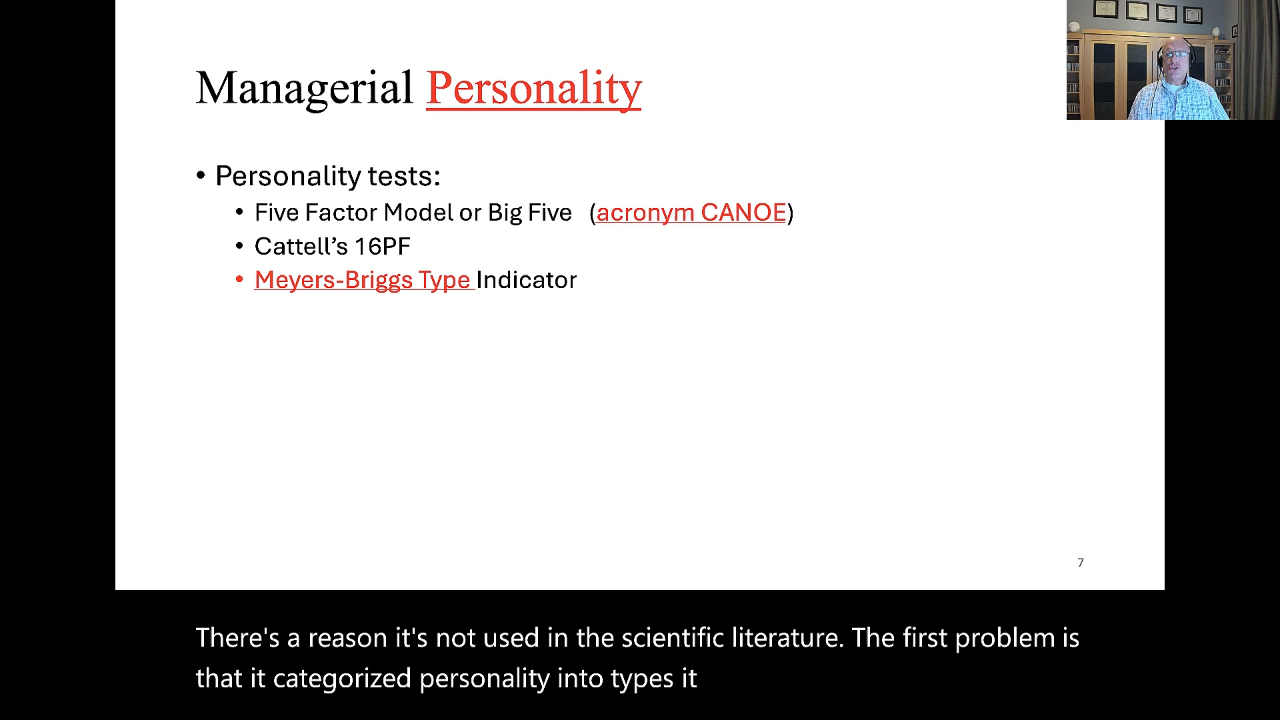 Managerial Personality
• Personality tests:
• Five Factor Model or Big Five (acronym CANOE)
• Cattell’s 16PF
• Meyers-Briggs Type Indicator
7
There's a reason it's not used in the scientific literature. The first problem is
that it categorized personality into types it